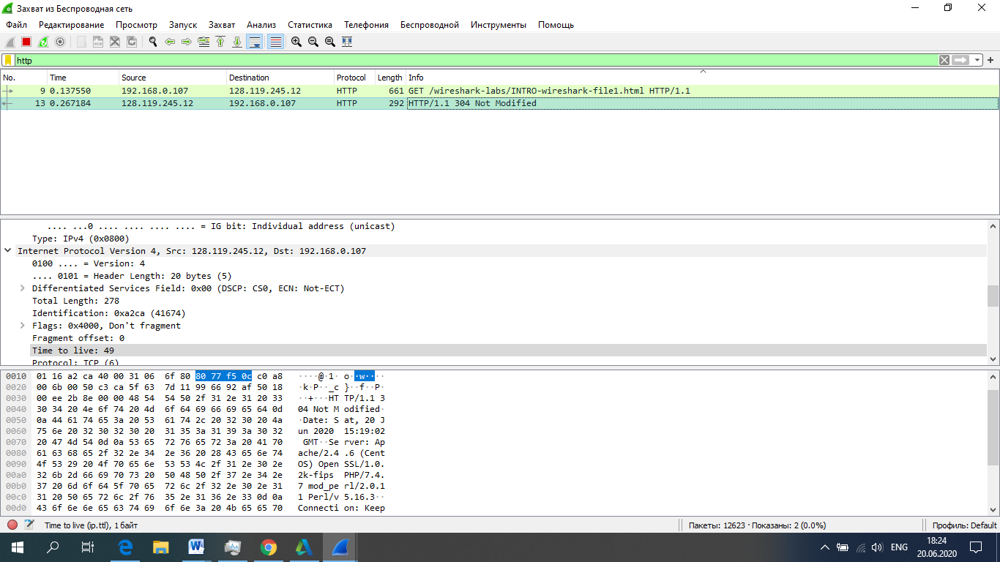 Захват из Беспроводная сеть
Файл Редактирование Просмотр Запуск Захват Анализ Статистика Телефония Беспроводной Инструменты Помощь
http
No. Time Source Destination Protocol Length Info
9 0.137550 192.168.0.107 128.119.245.12 HTTP 661 GET /wireshark-labs/INTRO-wireshark-file1.html HTTP/1.1
13 0.267184 128.119.245.12 192.168.0.107 HTTP 292 HTTP/1.1 304 Not Modified
.... ...0 .... .... .... .... = IG bit: Individual address (unicast)
Type: IPv4 (0x0800)
Internet Protocol Version 4, Src: 128.119.245.12, Dst: 192.168.0.107
0100 .... = Version: 4
.... 0101 = Header Length: 20 bytes (5)
Differentiated Services Field: 0x00 (DSCP: CS0, ECN: Not-ECT)
Total Length: 278
Identification: 0xa2ca (41674)
Flags: 0x4000, Don't fragment
Fragment offset: 0
Time to live: 49
Protocol: TCP (6)
0010 01 16 a2 ca 40 00 31 06 6f 80 80 77 f5 0c c0 a8 ····@·1· o··w····
0020 00 6b 00 50 c3 ca 5f 63 7d 11 99 66 92 af 50 18 ·k·P··_c }··f··P·
0030 00 ee 2b 8e 00 00 48 54 54 50 2f 31 2e 31 20 33 ··+···HT TP/1.1 3
0040 30 34 20 4e 6f 74 20 4d 6f 64 69 66 69 65 64 0d 04 Not M odified·
0050 0a 44 61 74 65 3a 20 53 61 74 2c 20 32 30 20 4a ·Date: S at, 20 J
0060 75 6e 20 32 30 32 30 20 31 35 3a 31 39 3a 30 32 un 2020 15:19:02
0070 20 47 4d 54 0d 0a 53 65 72 76 65 72 3a 20 41 70 GMT··Se rver: Ap
0080 61 63 68 65 2f 32 2e 34 2e 36 20 28 43 65 6e 74 ache/2.4 .6 (Cent
0090 4f 53 29 20 4f 70 65 6e 53 53 4c 2f 31 2e 30 2e OS) Open SSL/1.0.
00a0 32 6b 2d 66 69 70 73 20 50 48 50 2f 37 2e 34 2e 2k-fips PHP/7.4.
00b0 37 20 6d 6f 64 5f 70 65 72 6c 2f 32 2e 30 2e 31 7 mod_pe rl/2.0.1
00c0 31 20 50 65 72 6c 2f 76 35 2e 31 36 2e 33 0d 0a 1 Perl/v 5.16.3··
00d0 43 6f 6e 6e 65 63 74 69 6f 6e 3a 20 4b 65 65 70 Connecti on: Keep
Time to live (ip.ttl), 1 байт Пакеты: 12623 · Показаны: 2 (0.0%) Профиль: Default
ENG
18:24
20.06.2020